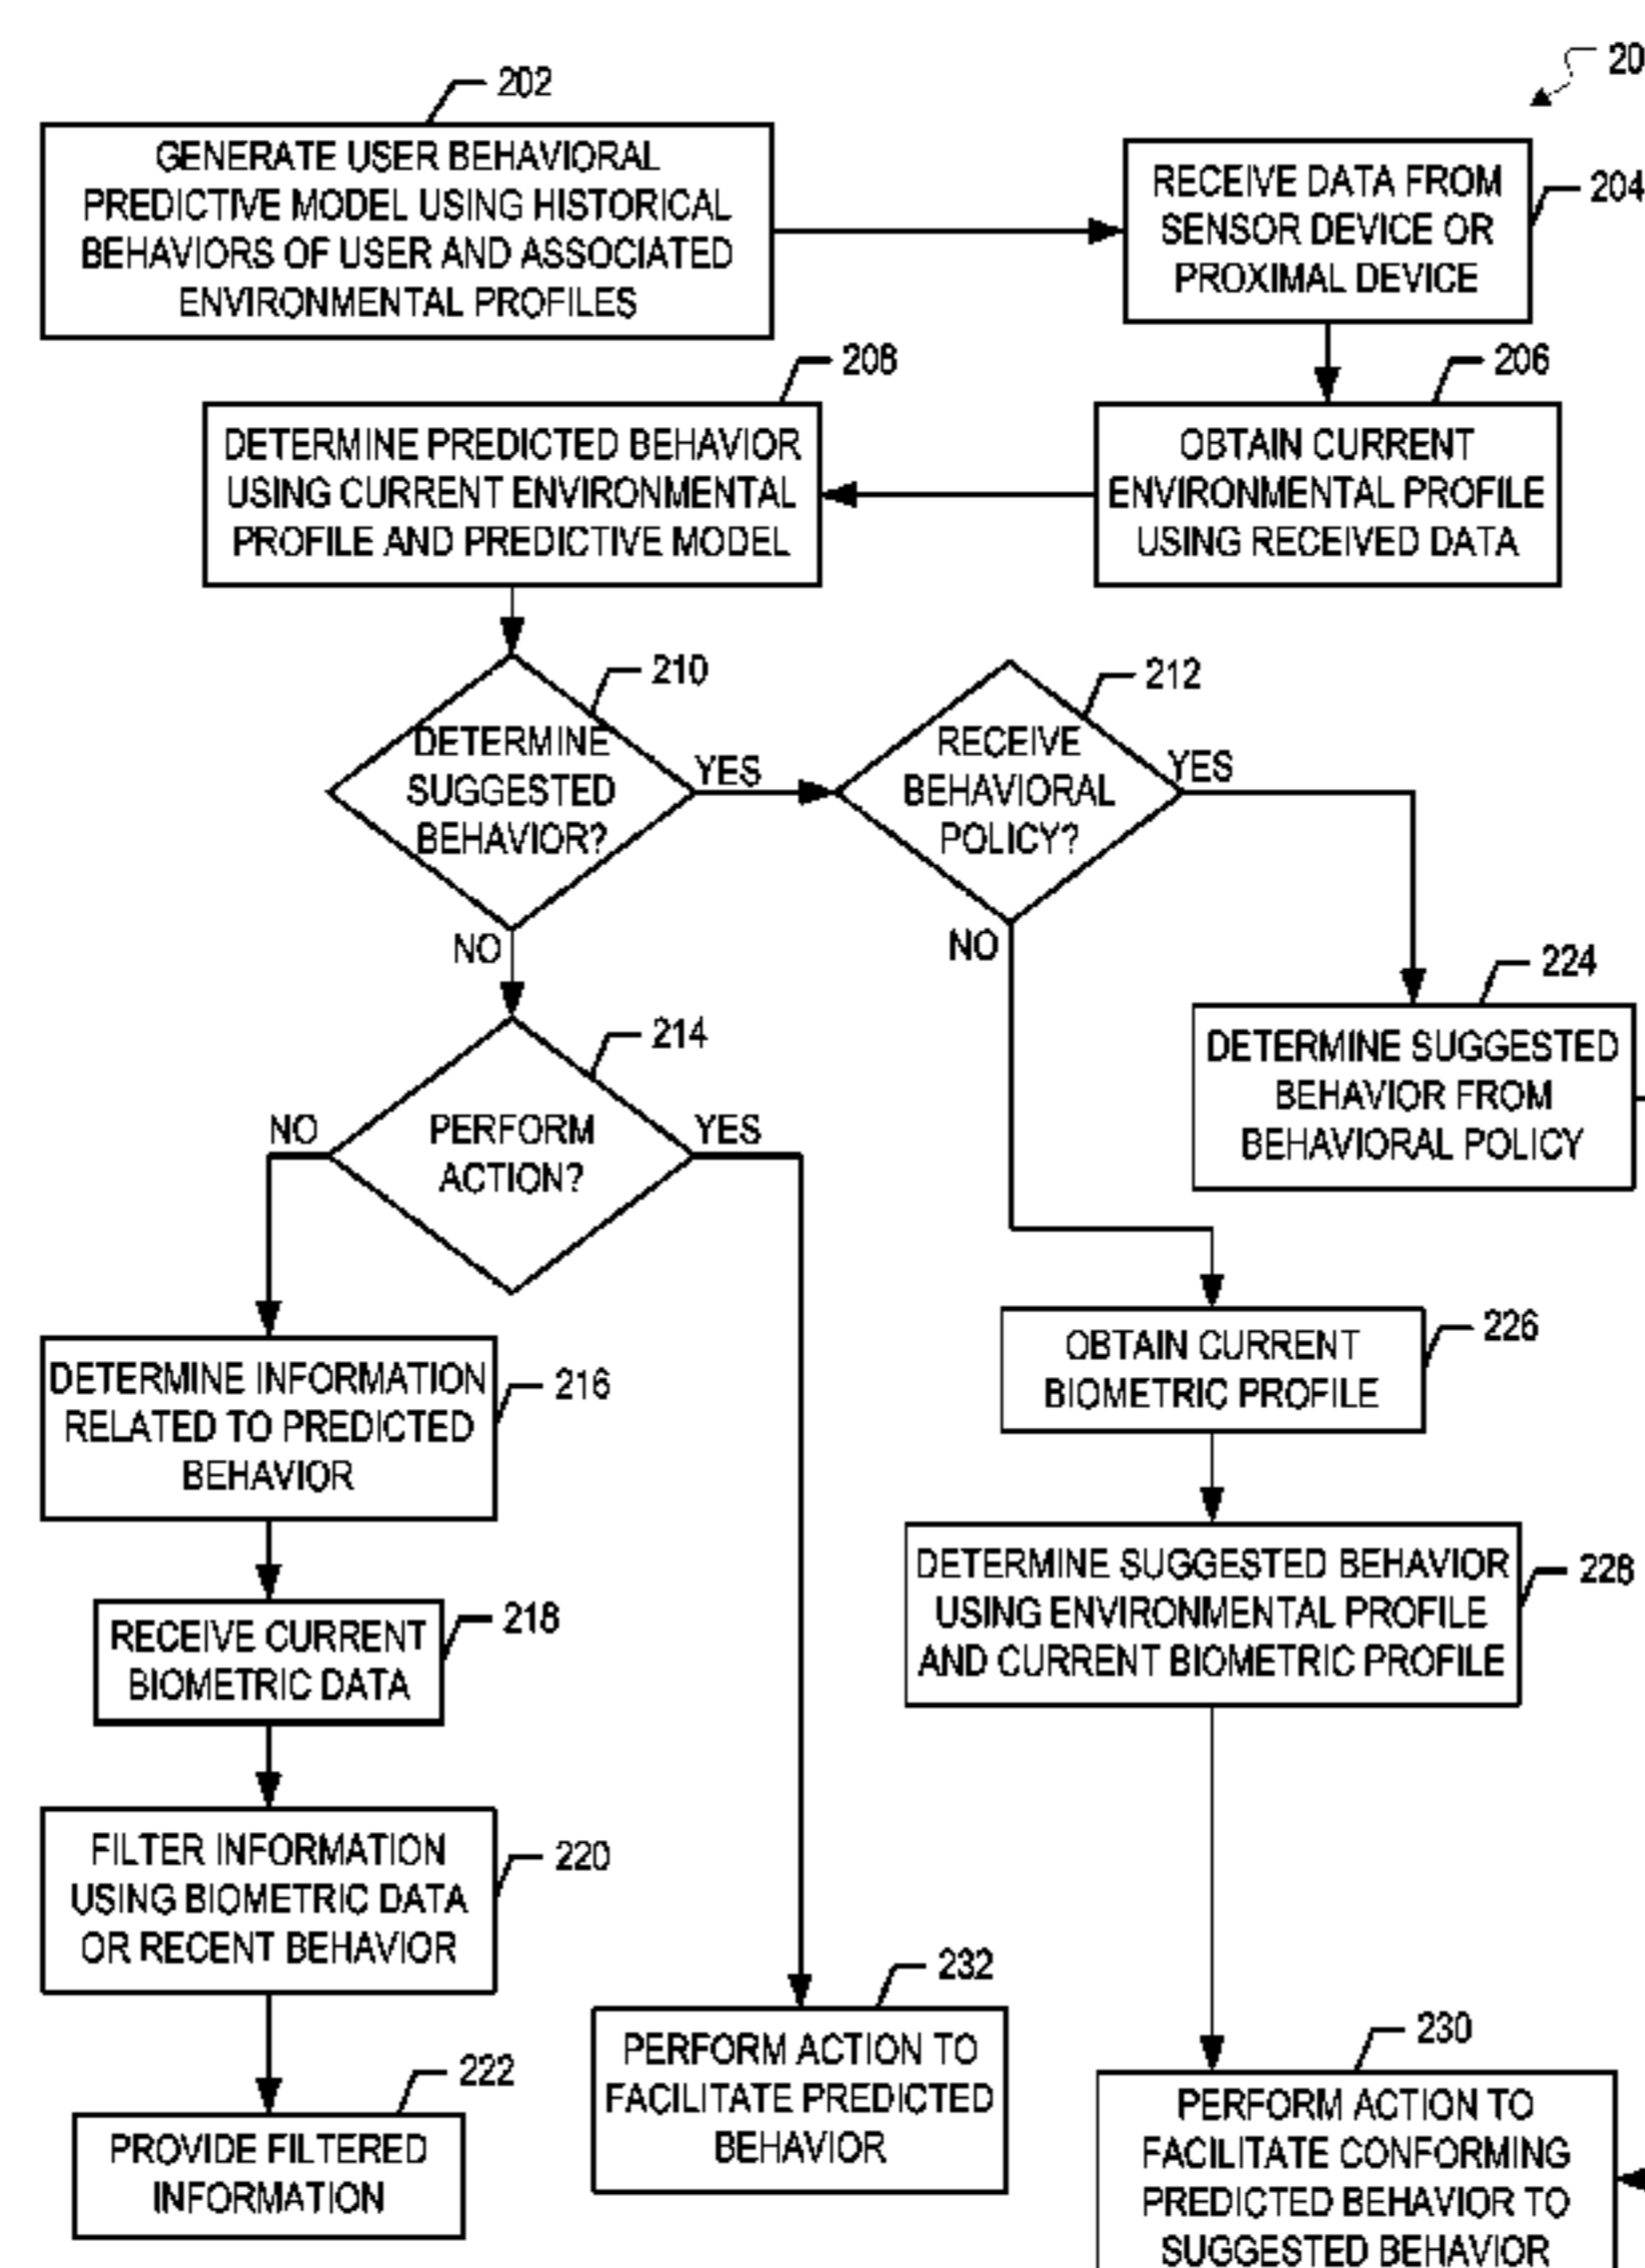 20
202
GENERATE USER BEHAVIORAL
PREDICTIVE MODEL USING HISTORICAL
BEHAVIORS OF USER AND ASSOCIATED
ENVIRONMENTAL PROFILES
204
RECEIVE DATA FROM
SENSOR DEVICE OR
PROXIMAL DEVICE
206
OBTAIN CURRENT
ENVIRONMENTAL PROFILE
USING RECEIVED DATA
208
DETERMINE PREDICTED BEHAVIOR
USING CURRENT ENVIRONMENTAL
PROFILE AND PREDICTIVE MODEL
210
DETERMINE
SUGGESTED
BEHAVIOR?
YES
NO
212
RECEIVE
BEHAVIORAL
POLICY?
YES
NO
214
PERFORM
ACTION?
NO
YES
224
DETERMINE SUGGESTED
BEHAVIOR FROM
BEHAVIORAL POLICY
216
DETERMINE INFORMATION
RELATED TO PREDICTED
BEHAVIOR
226
OBTAIN CURRENT
BIOMETRIC PROFILE
218
RECEIVE CURRENT
BIOMETRIC DATA
228
DETERMINE SUGGESTED BEHAVIOR
USING ENVIRONMENTAL PROFILE
AND CURRENT BIOMETRIC PROFILE
220
FILTER INFORMATION
USING BIOMETRIC DATA
OR RECENT BEHAVIOR
222
PROVIDE FILTERED
INFORMATION
232
PERFORM ACTION TO
FACILITATE PREDICTED
BEHAVIOR
230
PERFORM ACTION TO
FACILITATE CONFORMING
PREDICTED BEHAVIOR TO
SUGGESTED BEHAVIOR